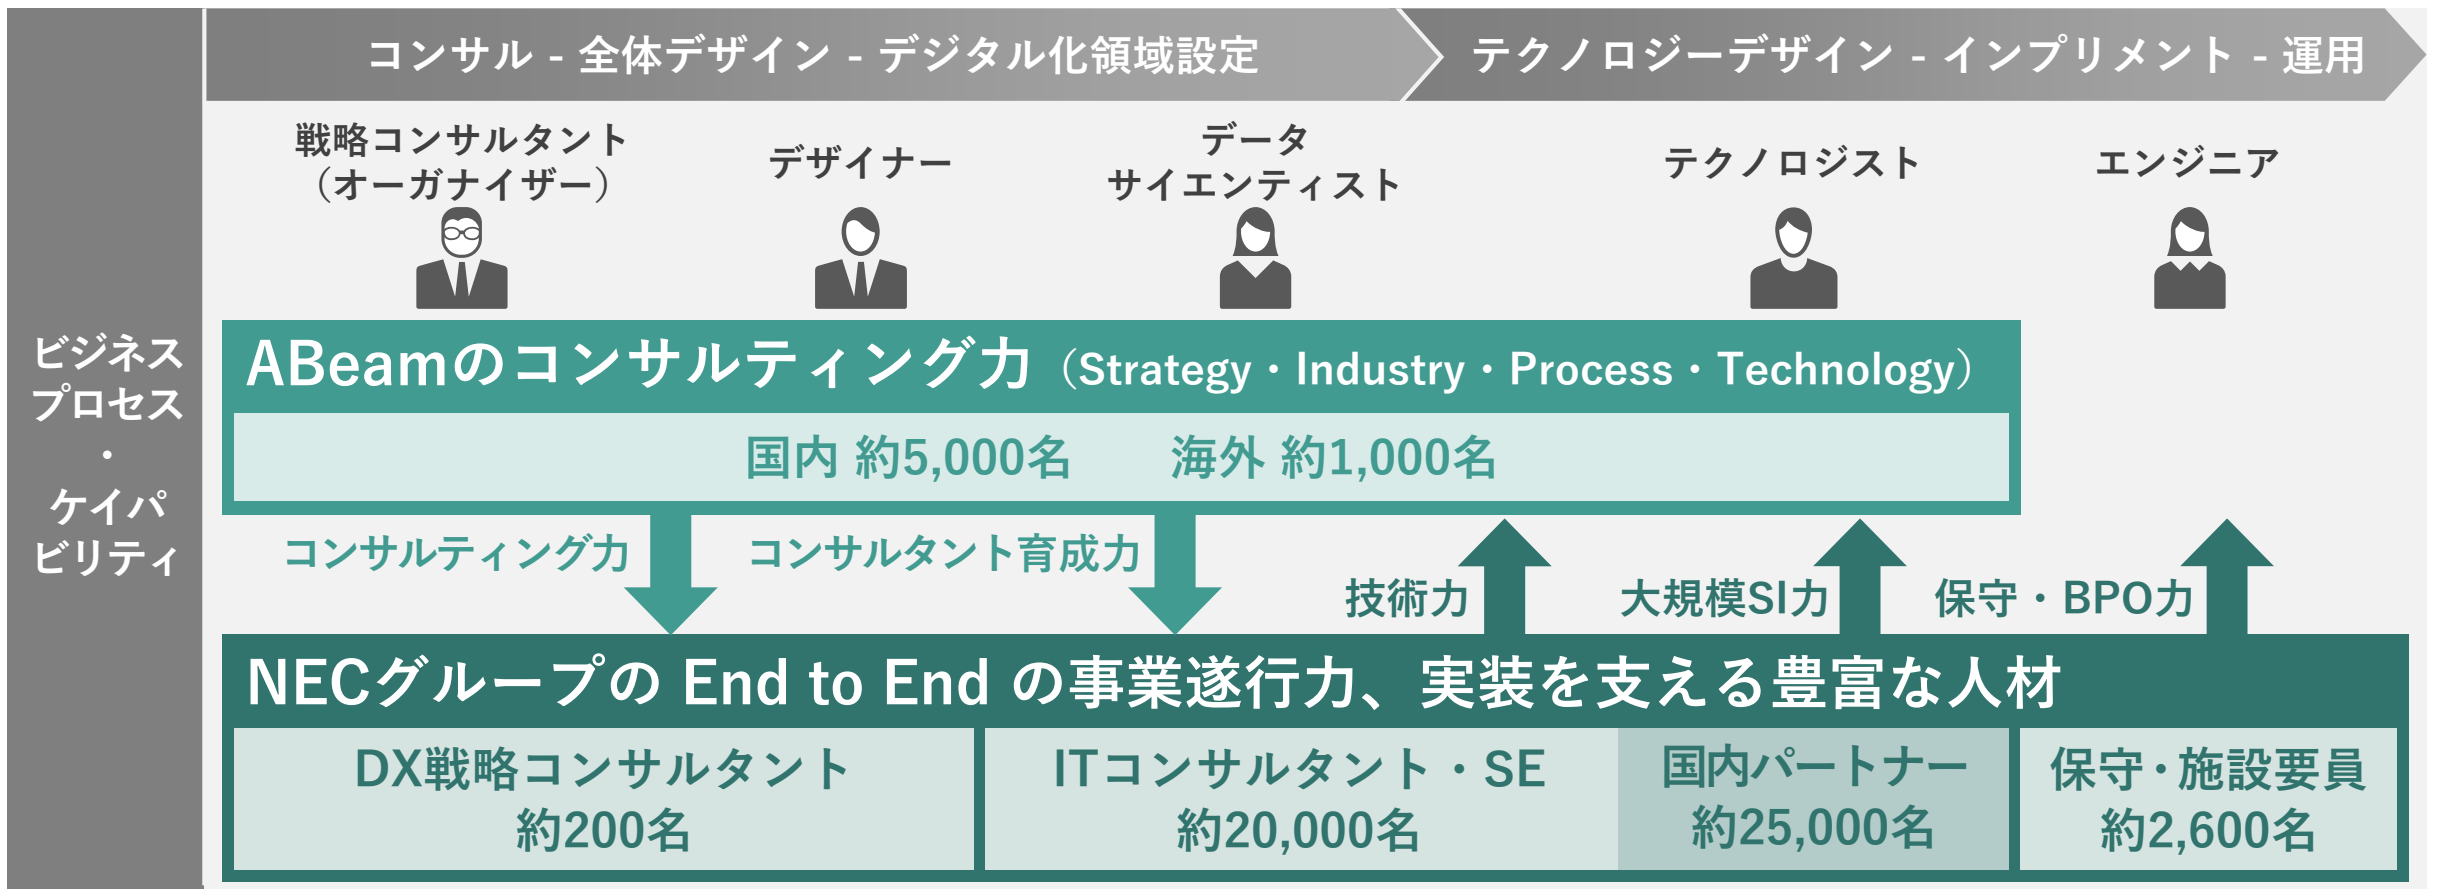 コンサル - 全体デザイン - デジタル化領域設定
テクノロジーデザイン - インプリメント - 運用
ビジネス
プロセス
・
ケイパ
ビリティ
戦略コンサルタント
（オーガナイザー）
デザイナー
データ
サイエンティスト
テクノロジスト
エンジニア
ABeamのコンサルティング力（Strategy・Industry・Process・Technology）
国内 約5,000名 海外 約1,000名
コンサルティング力
コンサルタント育成力
技術力
大規模SI力
保守・BPO力
NECグループの End to End の事業遂行力、実装を支える豊富な人材
DX戦略コンサルタント
約200名
ITコンサルタント・SE
約20,000名
国内パートナー
約25,000名
保守・施設要員
約2,600名